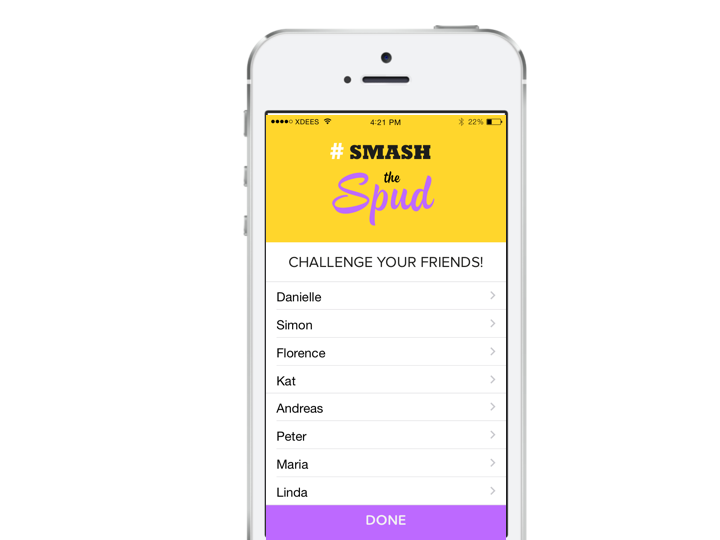 XDEES 4:21 PM 22%
# SMASH
the
Spud
CHALLENGE YOUR FRIENDS!
Danielle
Simon
Florence
Kat
Andreas
Peter
Maria
Linda
DONE